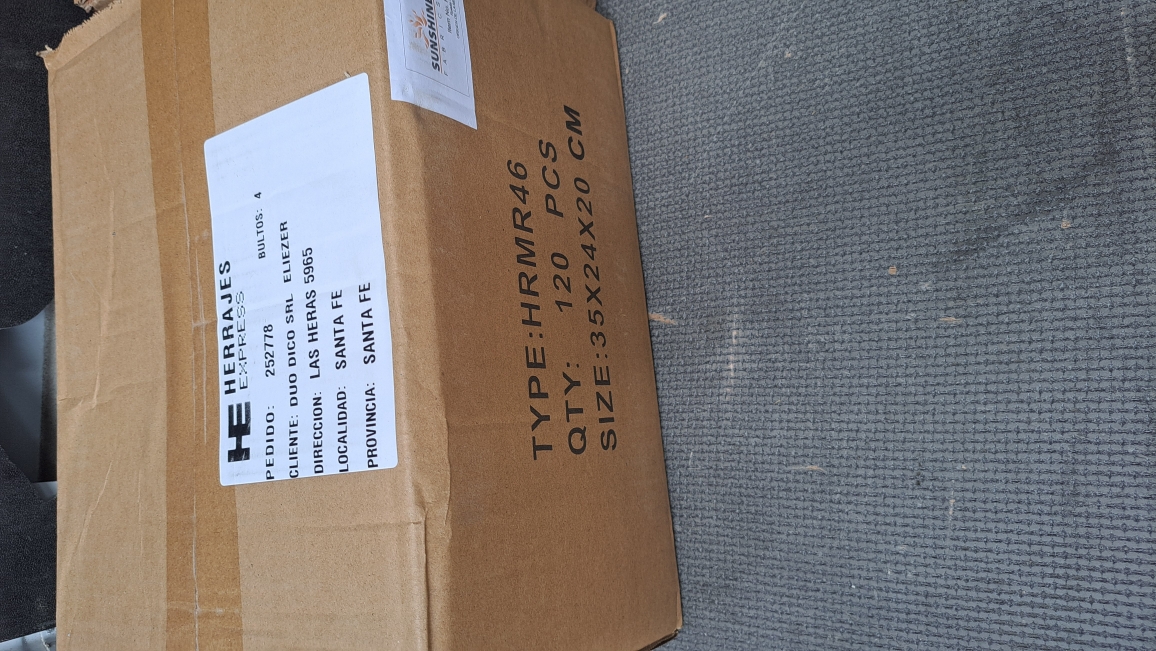 HE HERRAJES
EXPRESS
PEDIDO: 252778 BULTOS: 4
CLIENTE: DUO DICO SRL ELIEZER
DIRECCION: LAS HERAS 5965
LOCALIDAD: SANTA FE
PROVINCIA: SANTA FE
SUNSHINE
FABRICS
TYPE:HRMR46
QTY: 120 PCS
SIZE:35X24X20 CM